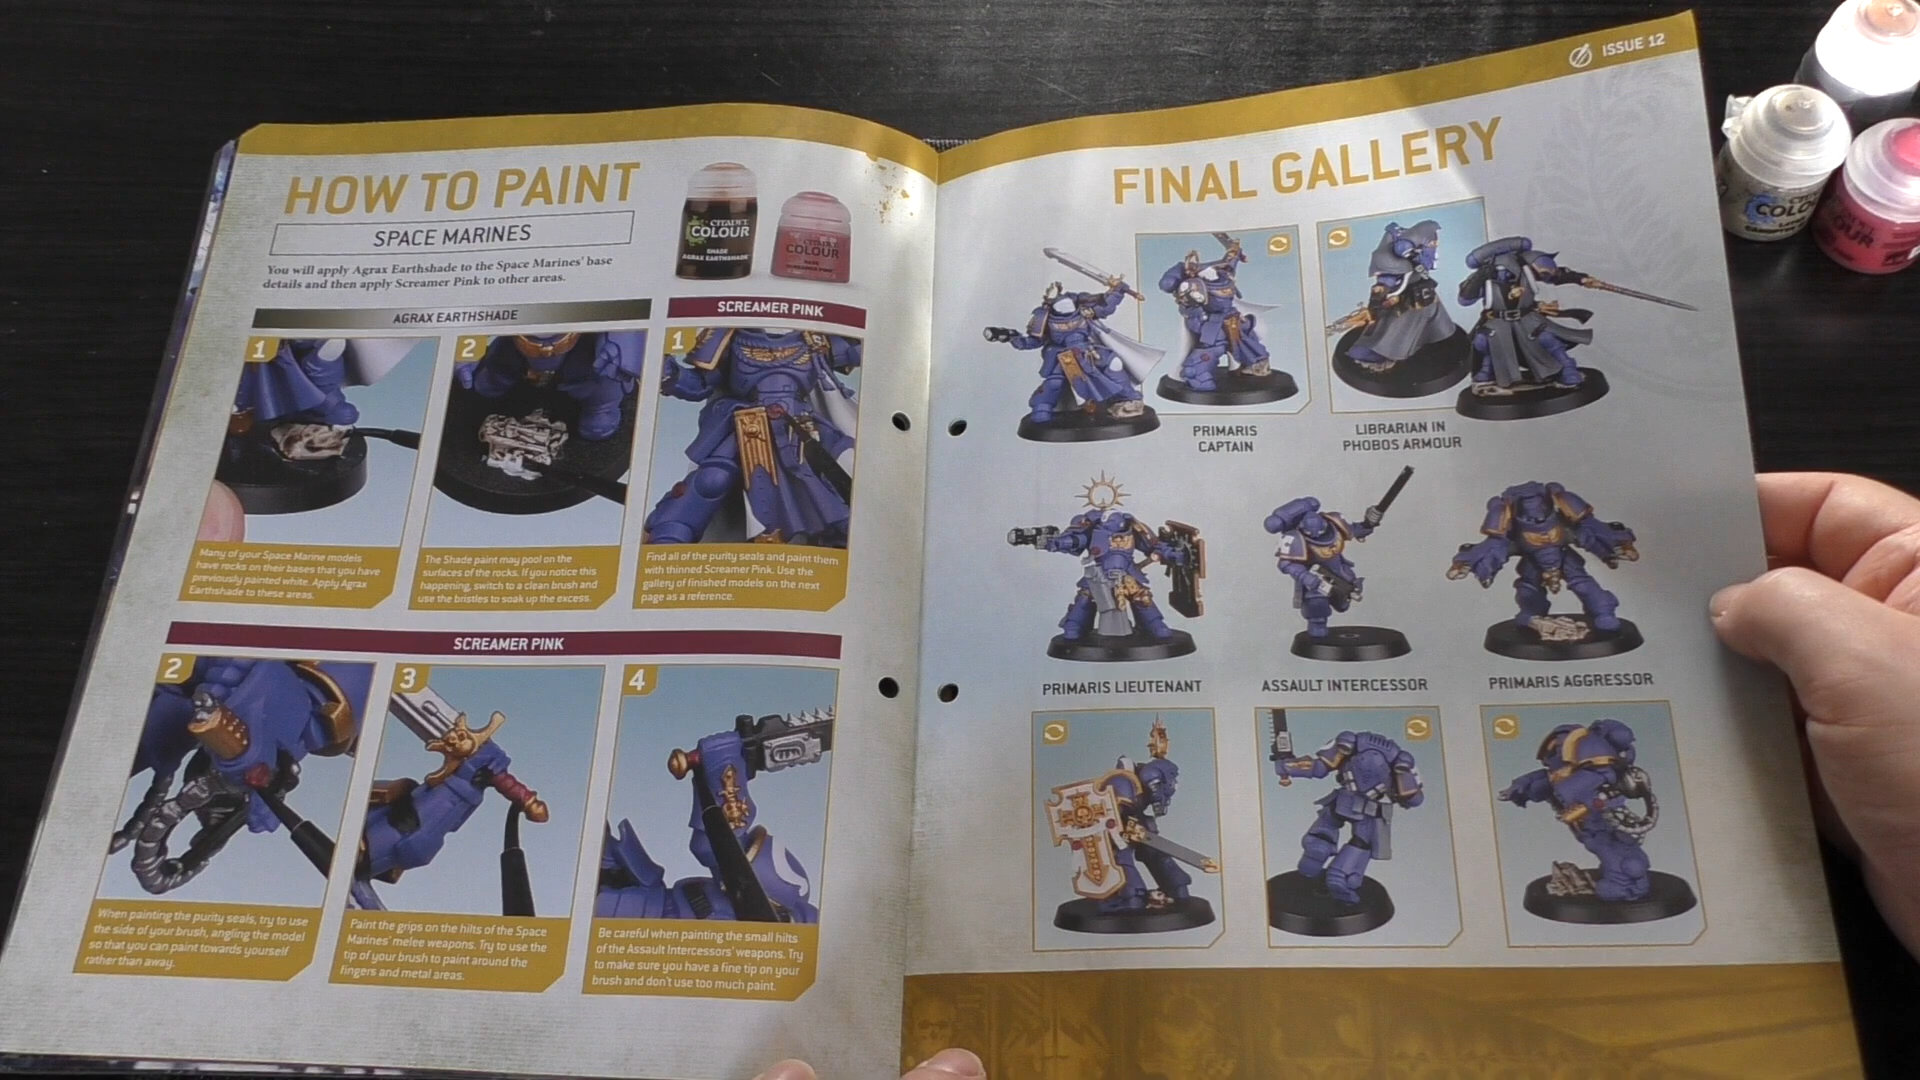 HOW TO PAINT
SPACE MARINES
You will apply Agrax Earthshade to the Space Marines' base
details and then apply Screamer Pink to other areas.
CITADEL
COLOUR
SHADE
AGRAX EARTHSHADE
CITADEL
COLOUR
AGRAX EARTHSHADE
1
Many of your Space Marine models
have rocks on their bases that you have
previously painted white. Apply Agrax
Earthshade to these areas.
2
The Shade paint may pool on the
surfaces of the rocks. If you notice this
happening, switch to a clean brush and
use the bristles to soak up the excess.
SCREAMER PINK
1
Find all of the purity seals and paint them
with thinned Screamer Pink. Use the
gallery of finished models on the next
page as a reference.
SCREAMER PINK
2
When painting the purity seals, try to use
the side of your brush, angling the model
so that you can paint towards yourself
rather than away.
3
Paint the grips on the hilts of the Space
Marines' melee weapons. Try to use the
tip of your brush to paint around the
fingers and metal areas.
4
Be careful when painting the small hilts
of the Assault Intercessors' weapons. Try
to make sure you have a fine tip on your
brush and don't use too much paint.
ISSUE 12
FINAL GALLERY
PRIMARIS
CAPTAIN
LIBRARIAN IN
PHOBOS ARMOUR
PRIMARIS LIEUTENANT
ASSAULT INTERCESSOR
PRIMARIS AGGRESSOR